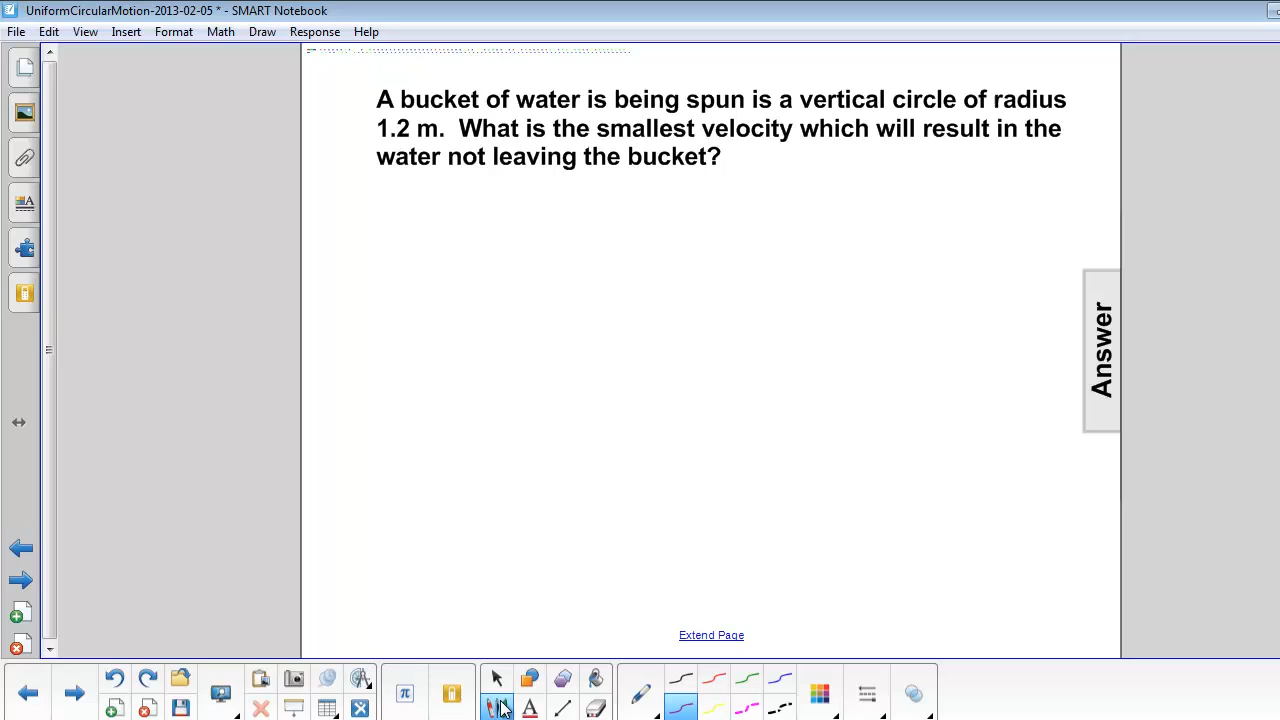 UniformCircularMotion-2013-02-05 * - SMART Notebook
File Edit View Insert Format Math Draw Response Help
A bucket of water is being spun is a vertical circle of radius
1.2 m. What is the smallest velocity which will result in the
water not leaving the bucket?
Answer
Extend Page